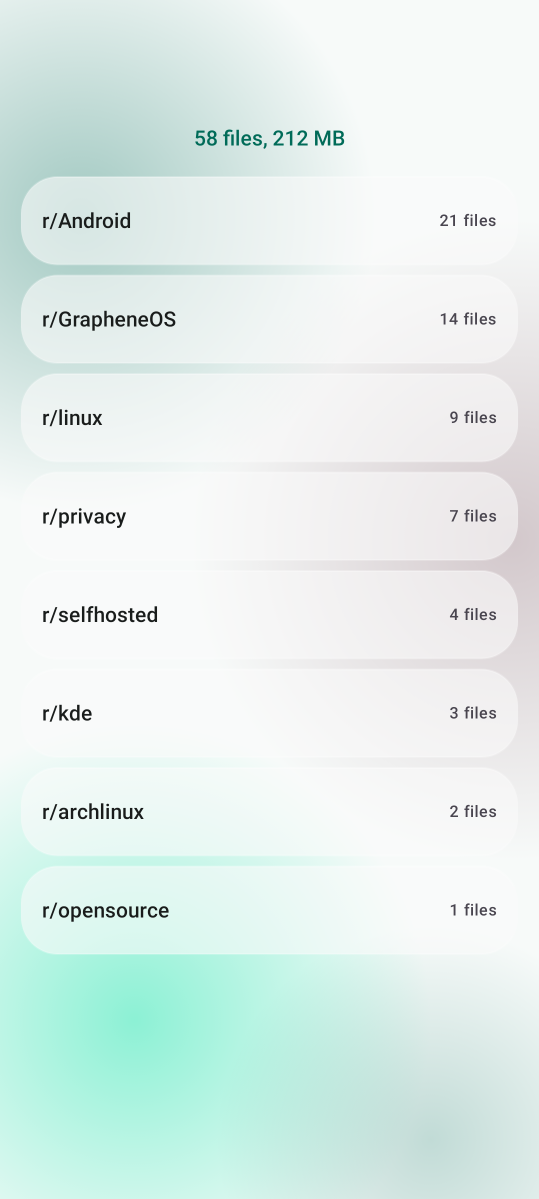 58 files, 212 MB
r/Android 21 files
r/GrapheneOS 14 files
r/linux 9 files
r/privacy 7 files
r/selfhosted 4 files
r/kde 3 files
r/archlinux 2 files
r/opensource 1 files